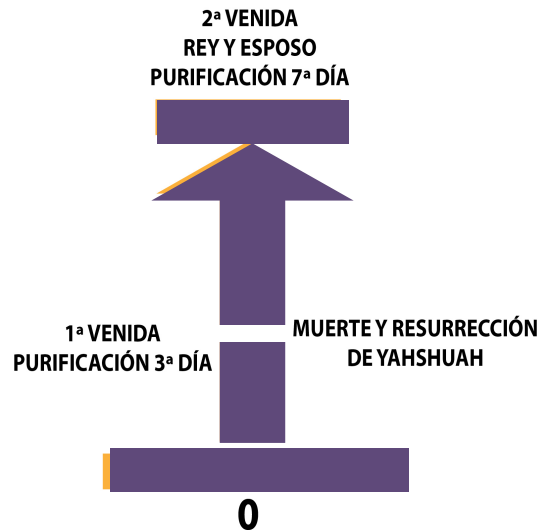 2ª VENIDA
REY Y ESPOSO
PURIFICACIÓN 7ª DÍA
1ª VENIDA
PURIFICACIÓN 3ª DÍA
MUERTE Y RESURRECCIÓN
DE YAHSHUAH
0